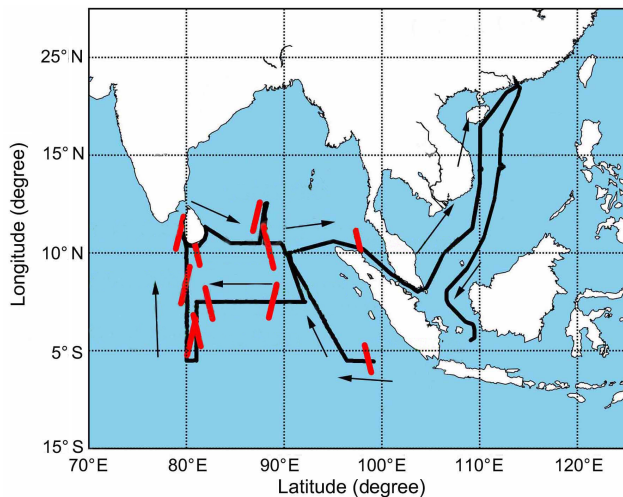 25° N
15° N
10° N
5° S
15° S
70° E
80° E
90° E
100° E
110° E
120° E
Latitude (degree)
Longitude (degree)